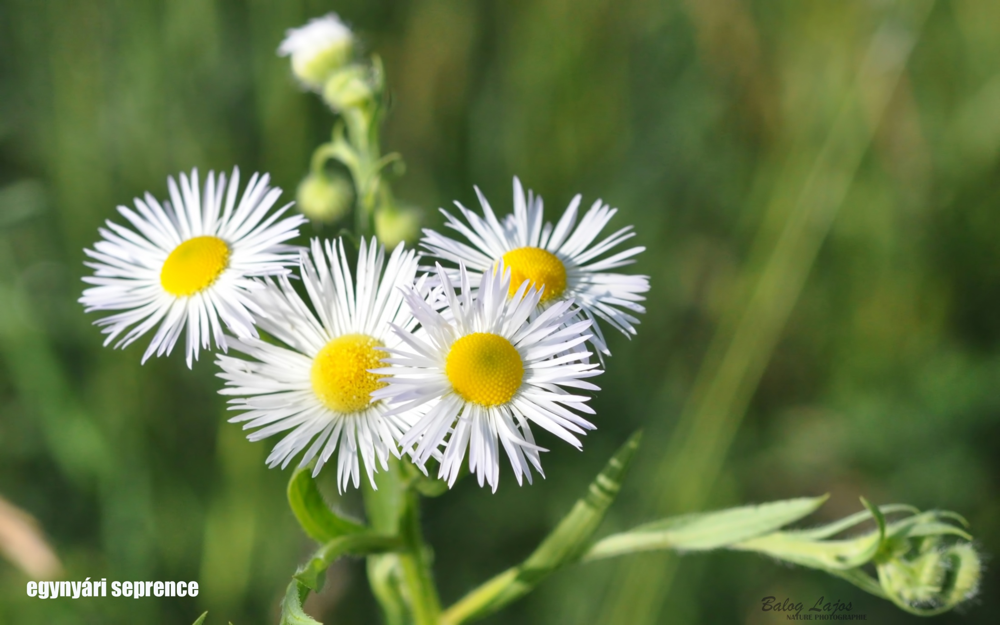 egynyári seprence
Balog Lajos
NATURE PHOTOGRAPHIE